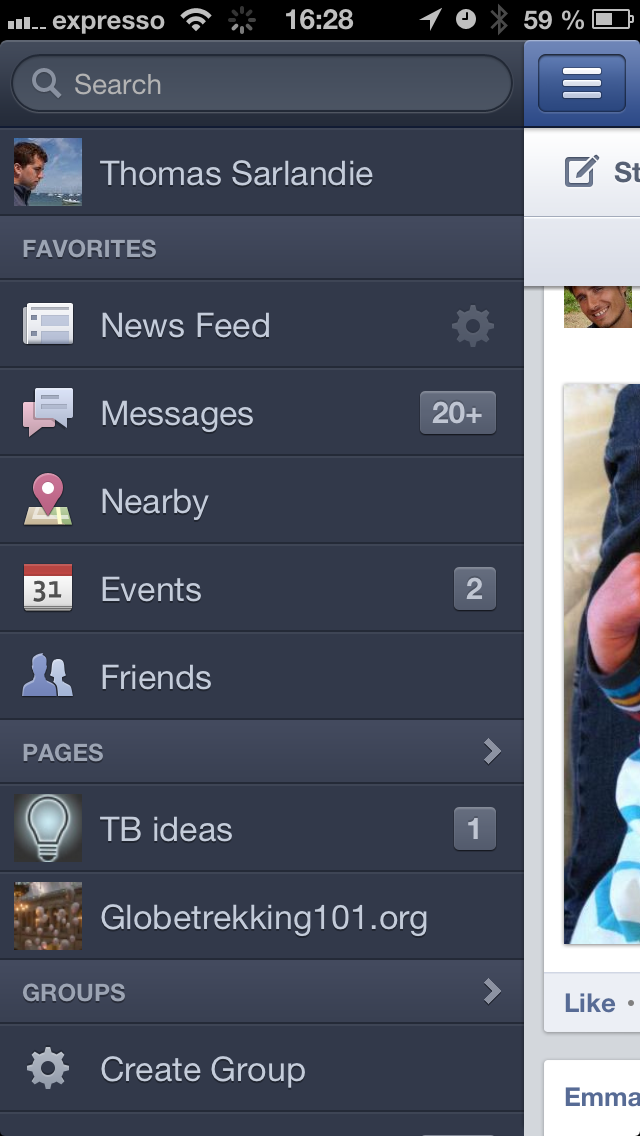 expresso 16:28 59 %
Search
Thomas Sarlandie
St
FAVORITES
News Feed
Messages 20+
Nearby
31 Events 2
Friends
PAGES
TB ideas 1
Globetrekking101.org
GROUPS
Like •
Create Group
Emma